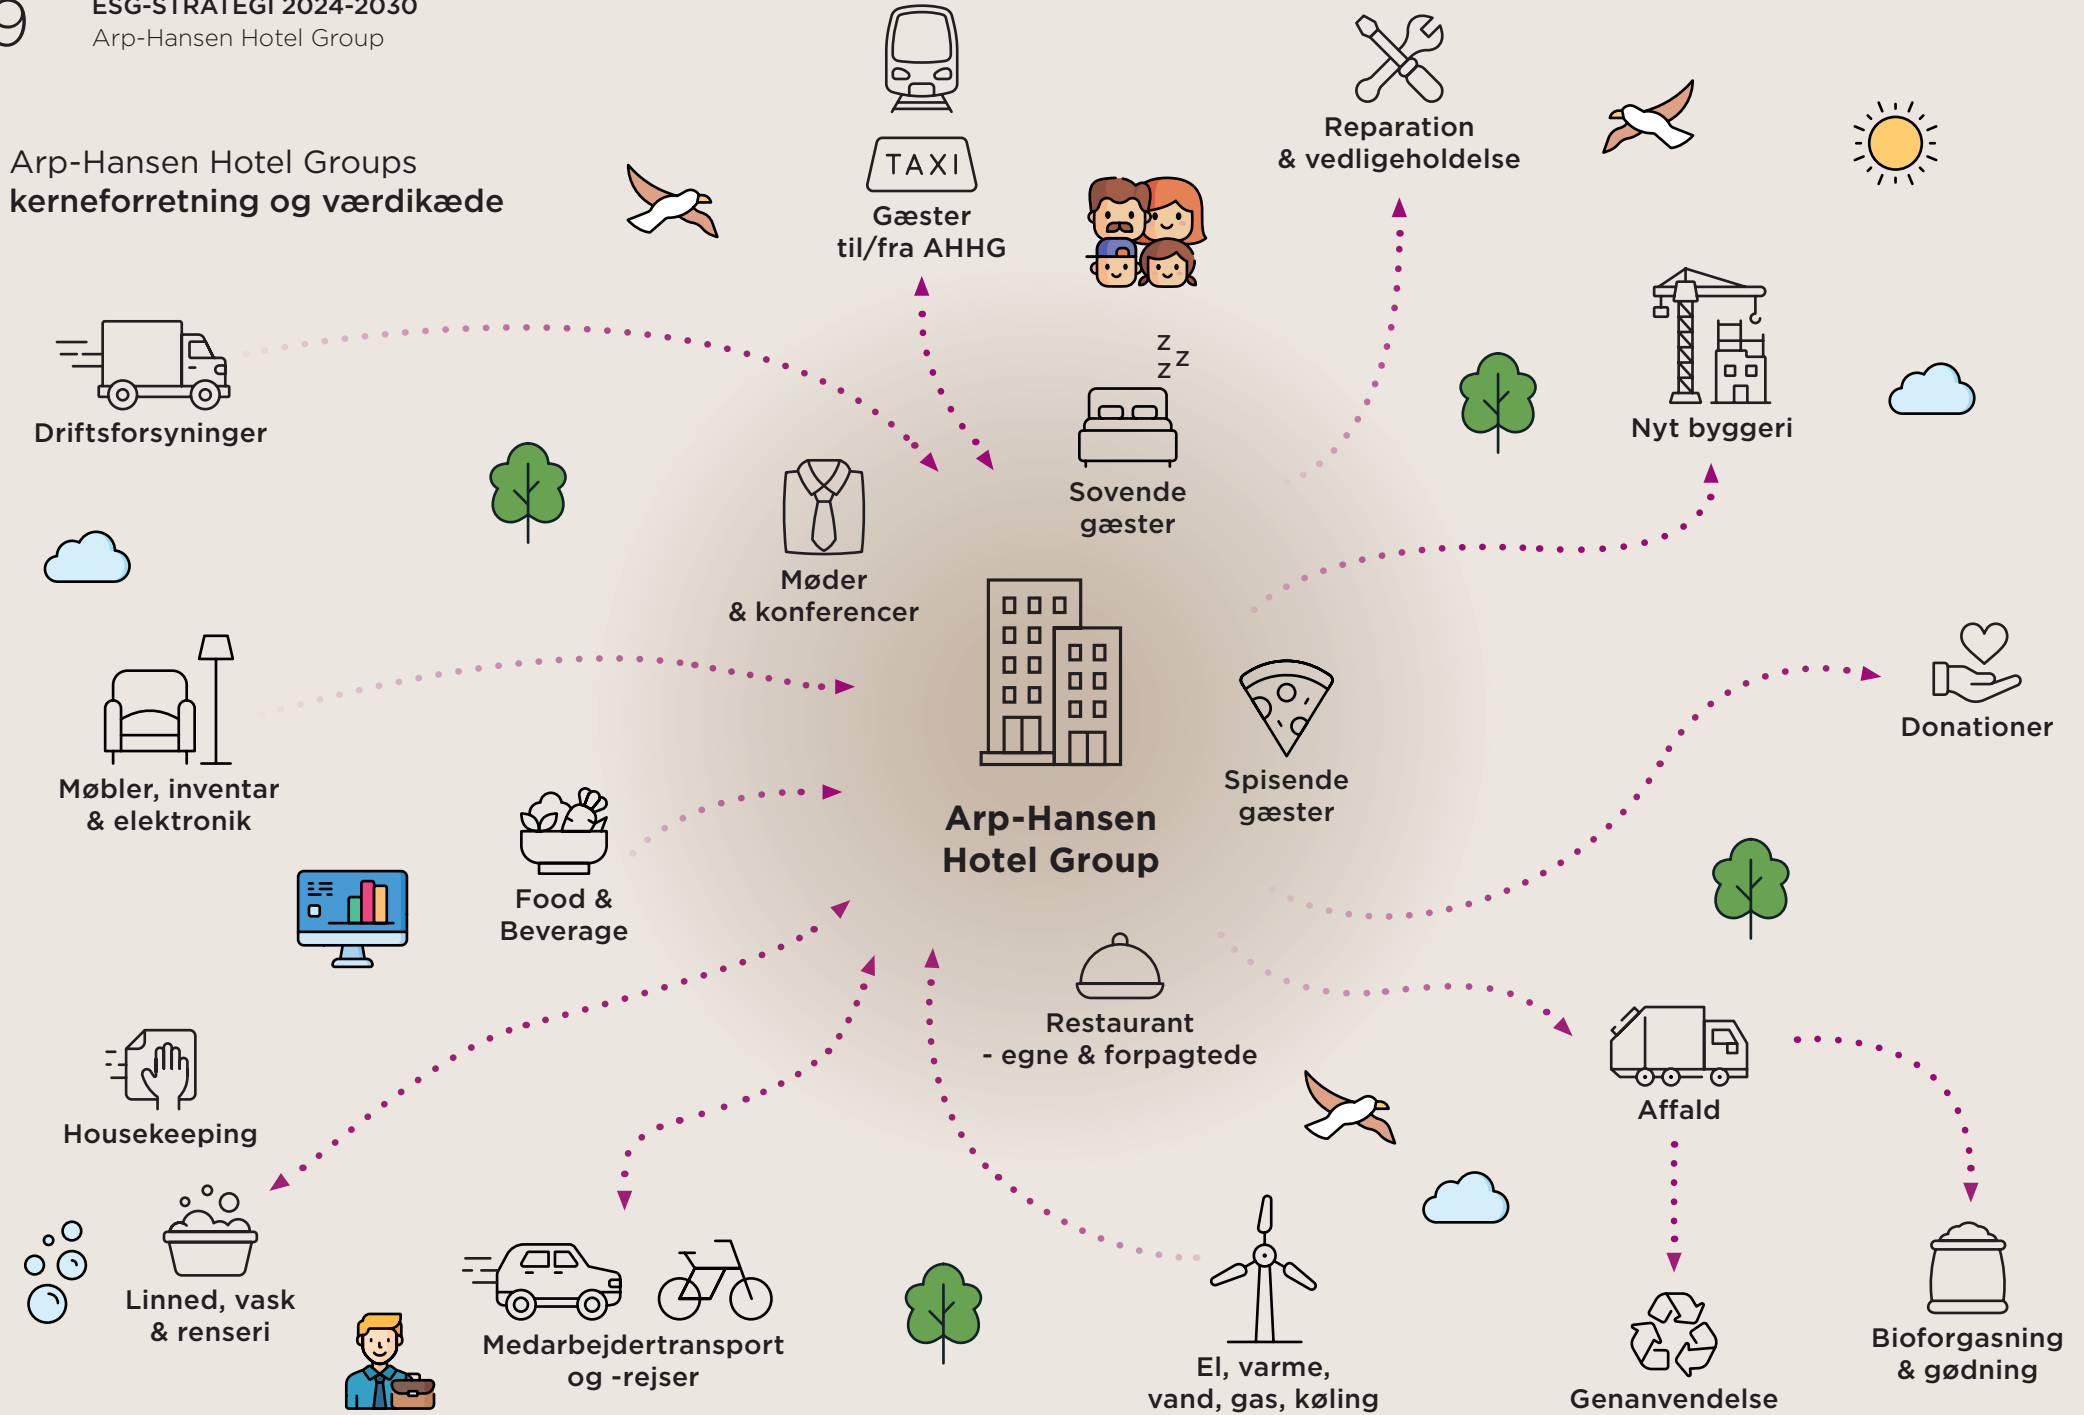 9
ESG-STRATEGI 2024-2030
Arp-Hansen Hotel Group
Arp-Hansen Hotel Groups
kerneforretning og værdikæde
TAXI
Gæster
til/fra AHHG
Reparation
& vedligeholdelse
Driftsforsyninger
z
z z
Sovende
gæster
Nyt byggeri
Møder
& konferencer
Møbler, inventar
& elektronik
Food &
Beverage
Arp-Hansen
Hotel Group
Spisende
gæster
Donationer
Restaurant
- egne & forpagtede
Housekeeping
Affald
Linned, vask
& renseri
Medarbejdertransport
og -rejser
El, varme,
vand, gas, køling
Genanvendelse
Bioforgasning
& gødning